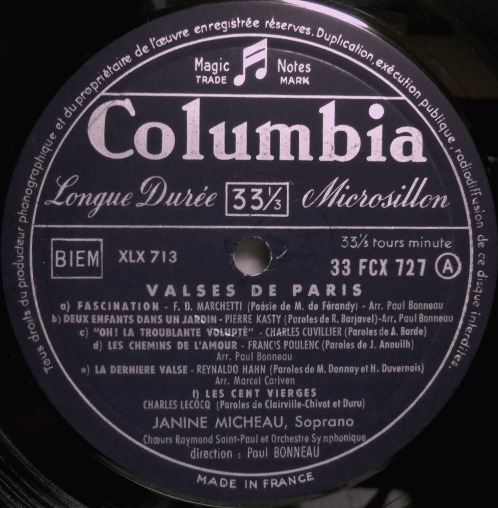 Tous droits du producteur phonographique et du propriétaire de l'œuvre enregistrée réservés. Duplication, exécution publique, radiodiffusion de ce disque interdites.
Magic Notes
TRADE MARK
Columbia
Longue Durée 33⅓ Microsillon
33⅓ tours minute
BIEM XLX 713 33 FCX 727 A
VALSES DE PARIS
a) FASCINATION - F. D. MARCHETTI (Poésie de M. de Férandy) - Arr. Paul Bonneau
b) DEUX ENFANTS DANS UN JARDIN - PIERRE KASTY (Paroles de R. Barjavel) - Arr. Paul Bonneau
c) "OH! LA TROUBLANTE VOLUPTÉ" - CHARLES CUVILLIER (Paroles de A. Barde)
d) LES CHEMINS DE L'AMOUR - FRANCIS POULENC (Paroles de J. Anouilh)
Arr. Paul Bonneau
e) LA DERNIERE VALSE - REYNALDO HAHN (Paroles de M. Donnay et H. Duvernois)
Arr. Marcel Cariven
f) LES CENT VIERGES
CHARLES LECOCQ (Paroles de Clairville-Chivot et Duru)
JANINE MICHEAU, Soprano
Chœurs Raymond Saint-Paul et Orchestre Symphonique
direction : Paul BONNEAU
MADE IN FRANCE